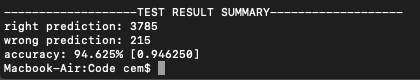 -------------------TEST RESULT SUMMARY-------------------
right prediction: 3785
wrong prediction: 215
accuracy: 94.625% [0.946250]
Macbook-Air:Code cem$